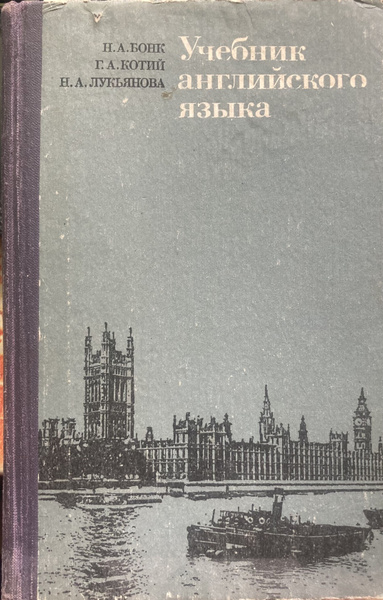 Н. А. БОНК
Г. А. КОТИЙ
Н. А. ЛУКЬЯНОВА
Учебник
английского
языка